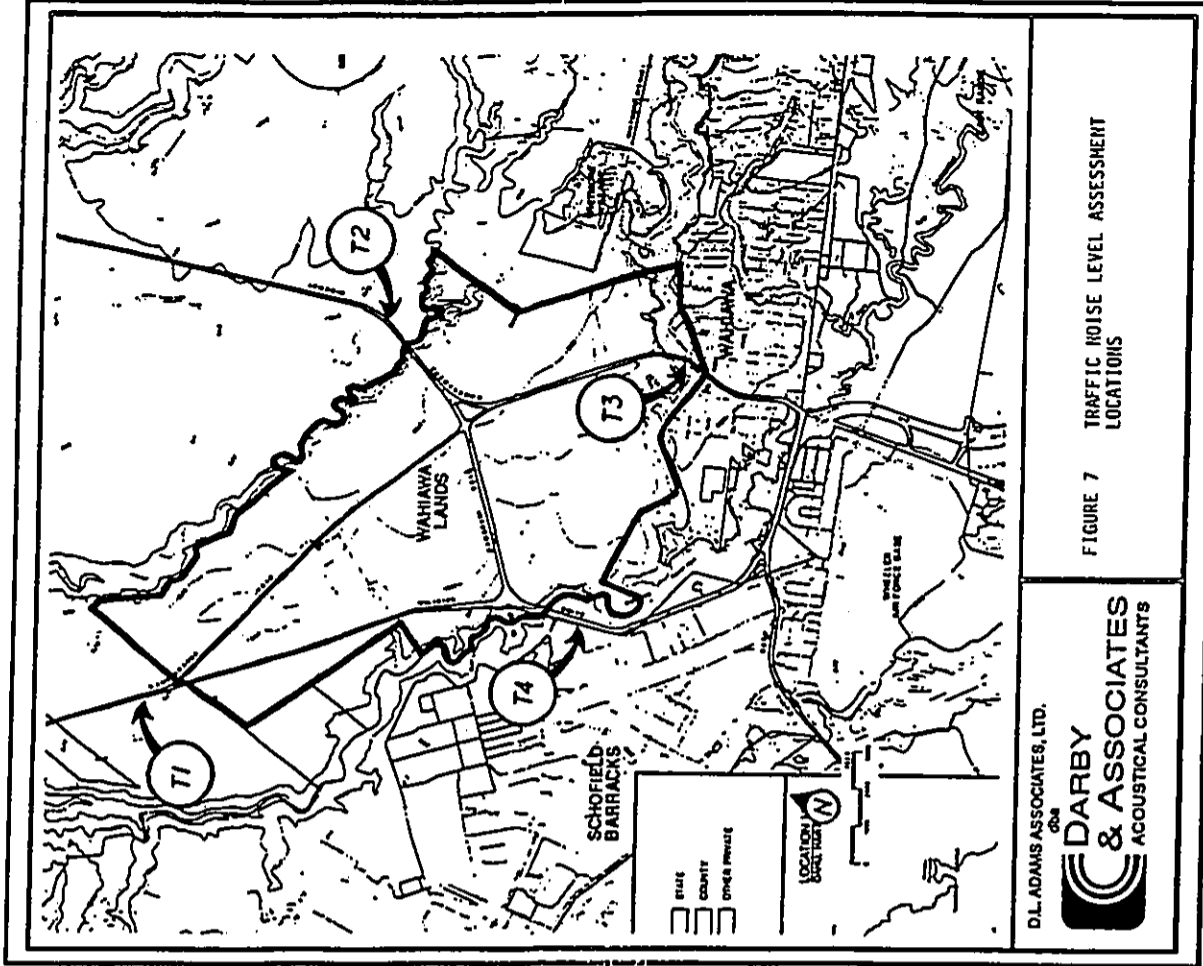 T1
T2
T3
T4
WAHIAWA
LANDS
WAHIAWA
SCHOFIELD
BARRACKS
WHEELER
AIR FORCE BASE
STATE
COUNTY
OTHER PRIVATE
LOCATION
N
D.L. ADAMS ASSOCIATES, LTD.
dba
DARBY
& ASSOCIATES
ACOUSTICAL CONSULTANTS
FIGURE 7 TRAFFIC NOISE LEVEL ASSESSMENT
LOCATIONS